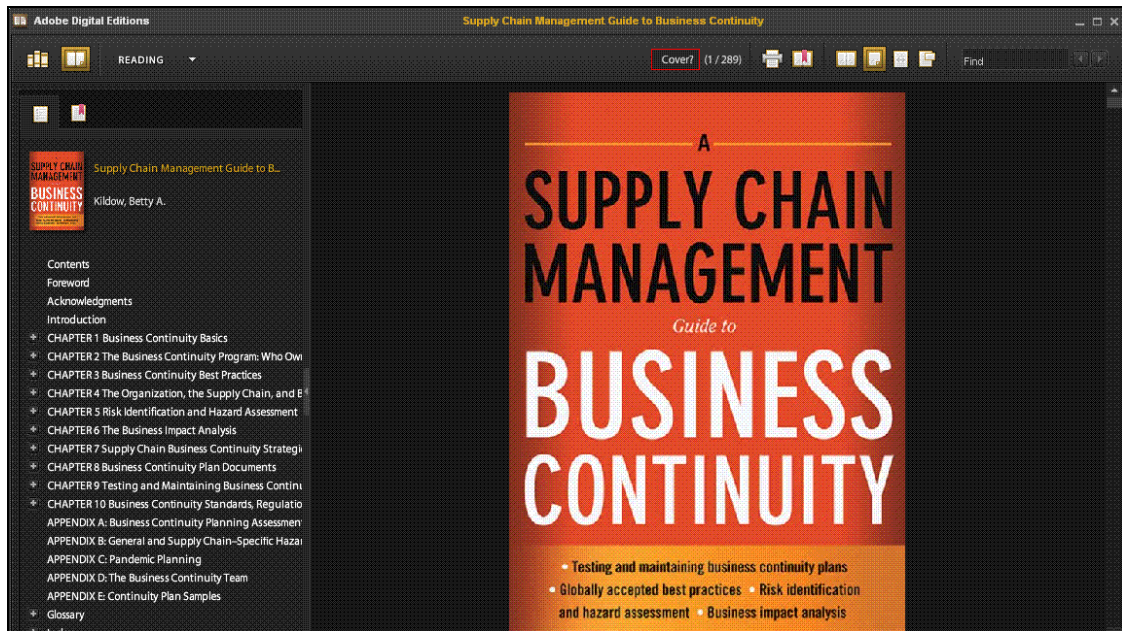 Adobe Digital Editions
Supply Chain Management Guide to Business Continuity
READING
Cover? (1 / 289)
Find
SUPPLY CHAIN
MANAGEMENT
BUSINESS
CONTINUITY
Supply Chain Management Guide to B...
Kildow, Betty A.
Contents
Foreword
Acknowledgments
Introduction
CHAPTER 1 Business Continuity Basics
CHAPTER 2 The Business Continuity Program: Who Own
CHAPTER 3 Business Continuity Best Practices
CHAPTER 4 The Organization, the Supply Chain, and B
CHAPTER 5 Risk Identification and Hazard Assessment
CHAPTER 6 The Business Impact Analysis
CHAPTER 7 Supply Chain Business Continuity Strategi
CHAPTER 8 Business Continuity Plan Documents
CHAPTER 9 Testing and Maintaining Business Continu
CHAPTER 10 Business Continuity Standards, Regulatio
APPENDIX A: Business Continuity Planning Assessmen
APPENDIX B: General and Supply Chain–Specific Haza
APPENDIX C: Pandemic Planning
APPENDIX D: The Business Continuity Team
APPENDIX E: Continuity Plan Samples
Glossary
A
SUPPLY CHAIN
MANAGEMENT
Guide to
BUSINESS
CONTINUITY
• Testing and maintaining business continuity plans
• Globally accepted best practices • Risk identification
and hazard assessment • Business impact analysis